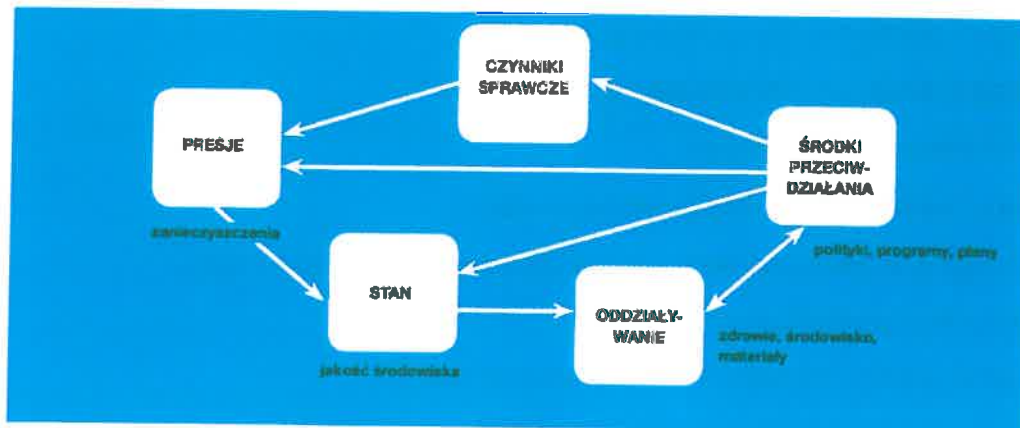 CZYNNIKI
SPRAWCZE
PRESJE
ŚRODKI
PRZECIW-
DZIAŁANIA
zanieczyszczenia
polityki, programy, plany
STAN
ODDZIAŁY-
WANIE
zdrowie, środowisko,
materiały
jakość środowiska